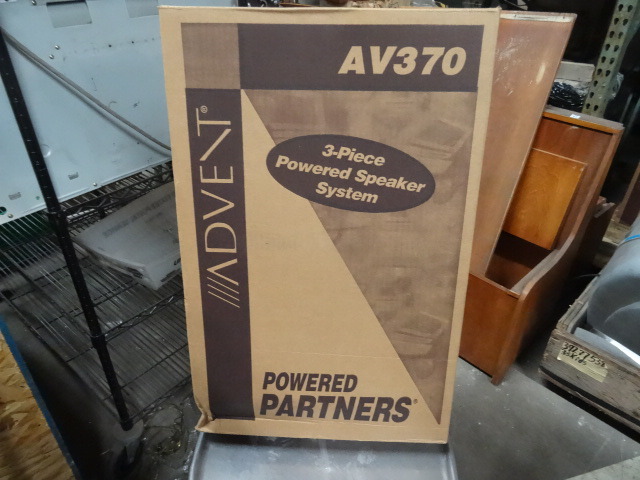 AV370
3-Piece
Powered Speaker
System
ADVENT®
POWERED
PARTNERS®